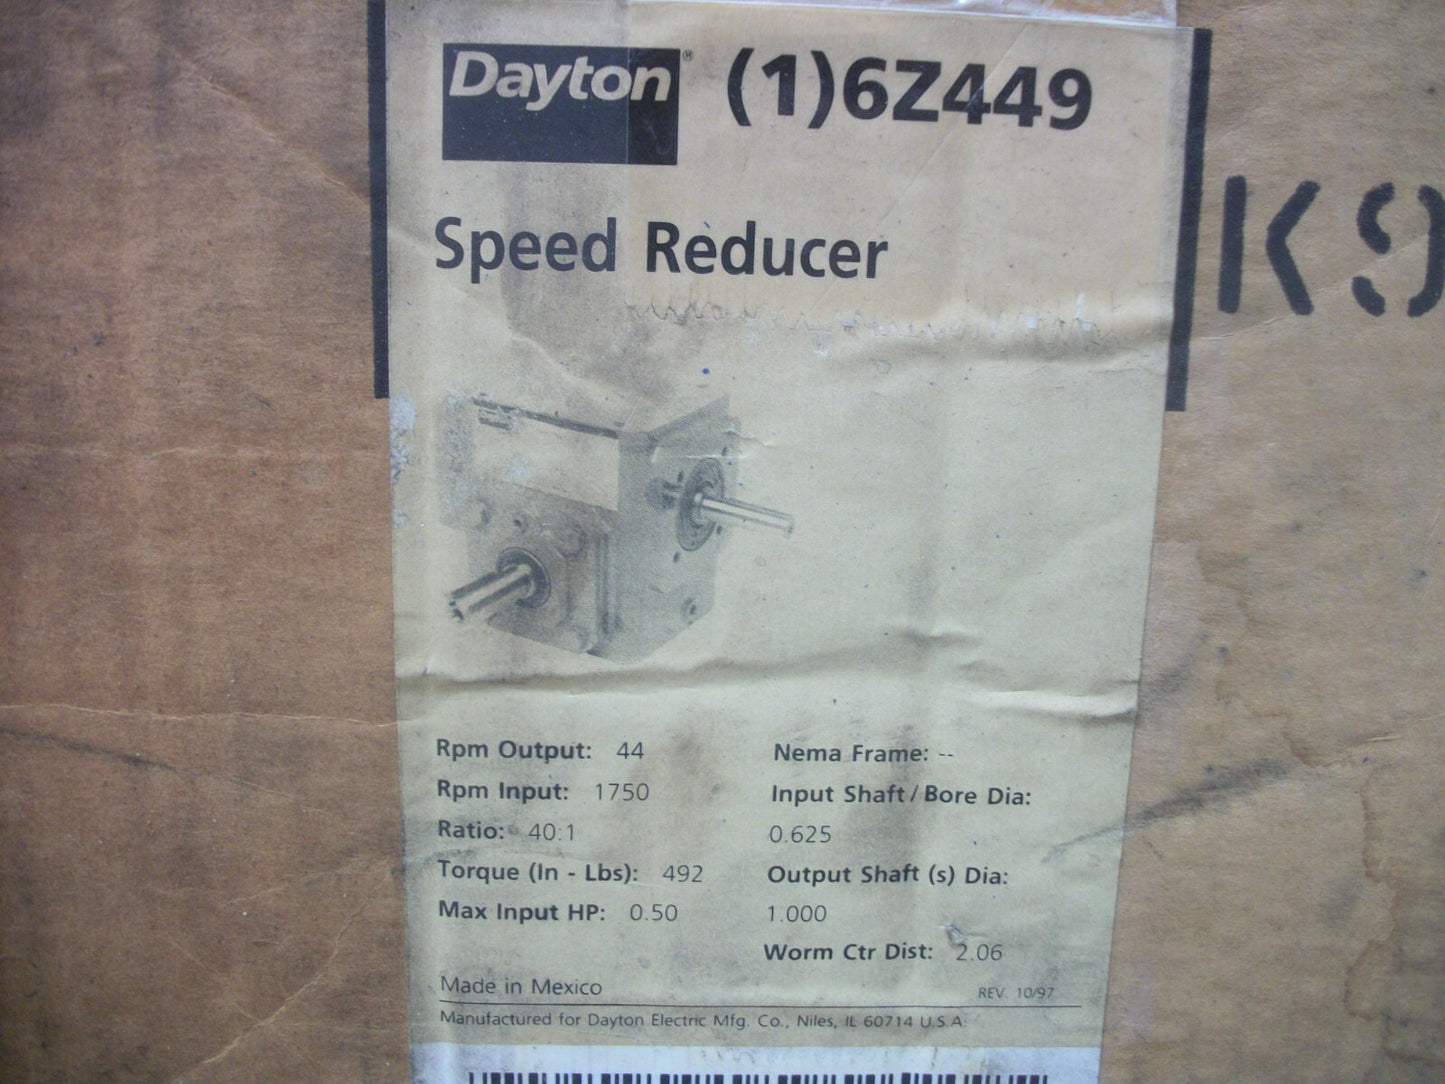 Dayton® (1)6Z449
K9
Speed Reducer
Rpm Output: 44
Rpm Input: 1750
Ratio: 40:1
Torque (In - Lbs): 492
Max Input HP: 0.50
Nema Frame: --
Input Shaft/Bore Dia:
0.625
Output Shaft (s) Dia:
1.000
Worm Ctr Dist: 2.06
Made in Mexico
REV. 10/97
Manufactured for Dayton Electric Mfg. Co., Niles, IL 60714 U.S.A.